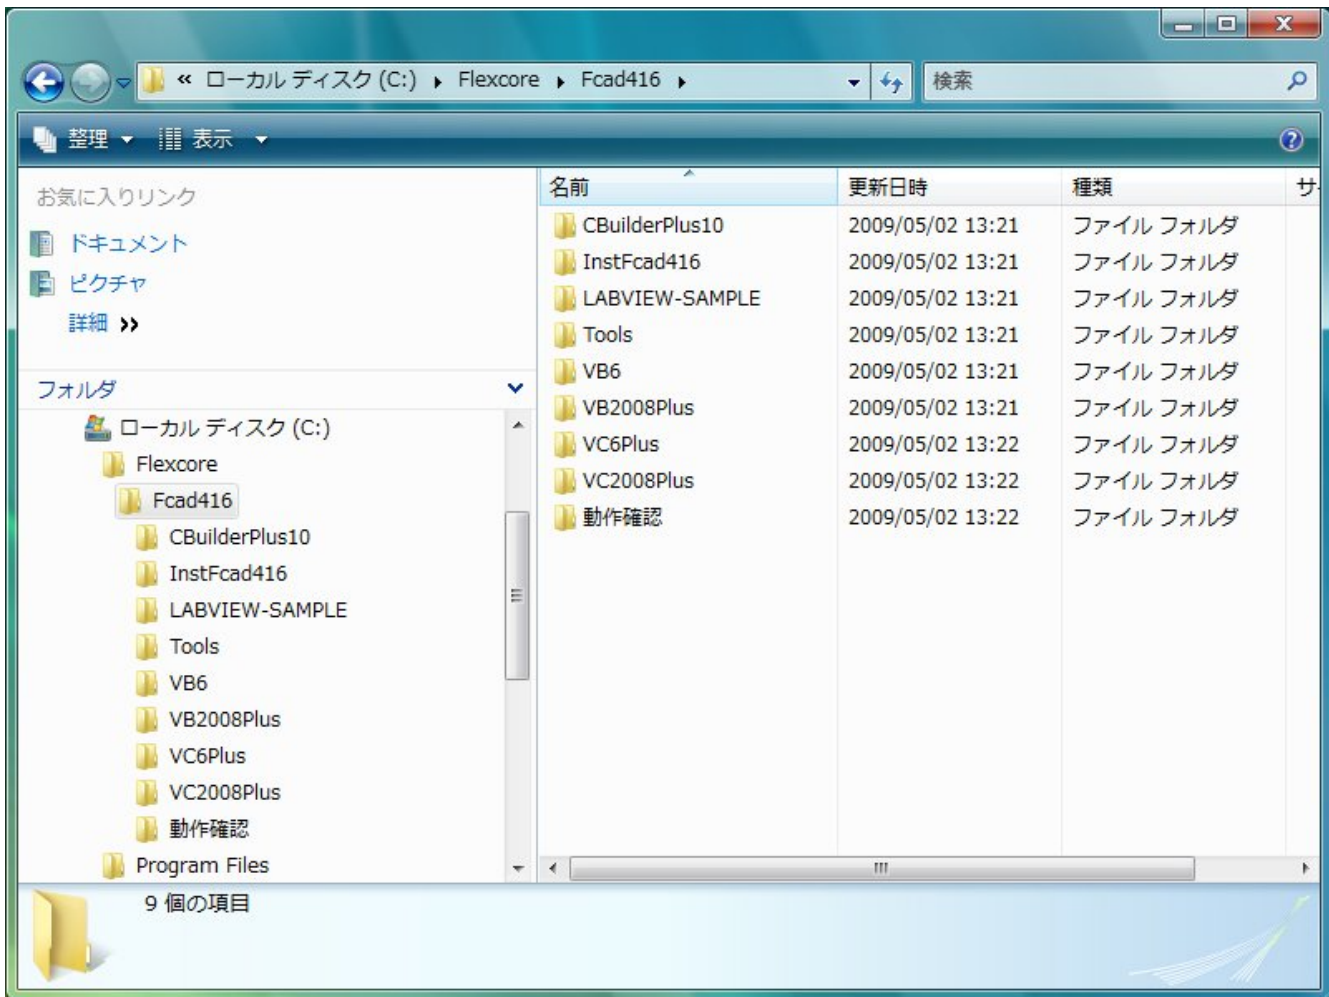 « ローカル ディスク (C:) Flexcore Fcad416 検索
整理 表示
お気に入りリンク
ドキュメント
ピクチャ
詳細 »
フォルダ
ローカル ディスク (C:)
Flexcore
Fcad416
CBuilderPlus10
InstFcad416
LABVIEW-SAMPLE
Tools
VB6
VB2008Plus
VC6Plus
VC2008Plus
動作確認
Program Files
名前 更新日時 種類 サ
CBuilderPlus10 2009/05/02 13:21 ファイル フォルダ
InstFcad416 2009/05/02 13:21 ファイル フォルダ
LABVIEW-SAMPLE 2009/05/02 13:21 ファイル フォルダ
Tools 2009/05/02 13:21 ファイル フォルダ
VB6 2009/05/02 13:21 ファイル フォルダ
VB2008Plus 2009/05/02 13:21 ファイル フォルダ
VC6Plus 2009/05/02 13:22 ファイル フォルダ
VC2008Plus 2009/05/02 13:22 ファイル フォルダ
動作確認 2009/05/02 13:22 ファイル フォルダ
9 個の項目